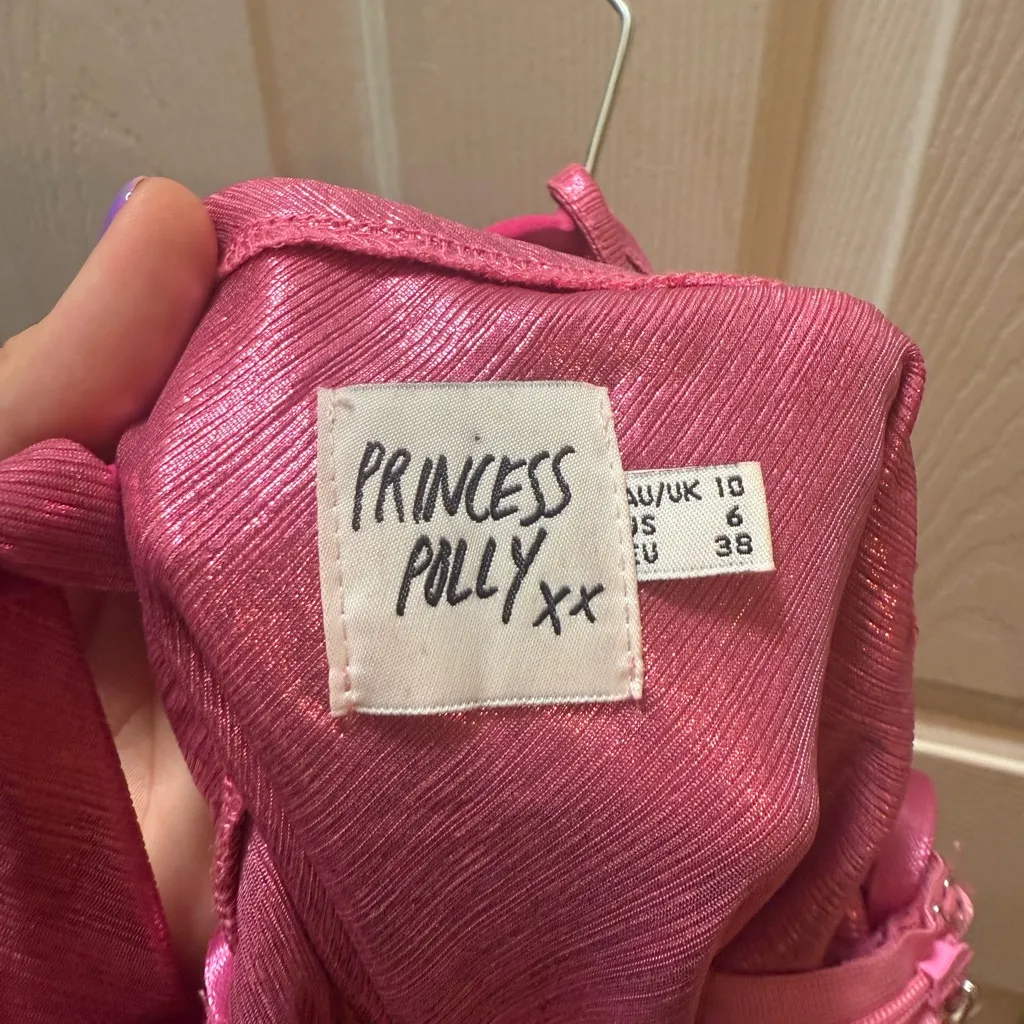 PRINCESS
POLLY
xx
AU/UK 10
US 6
EU 38